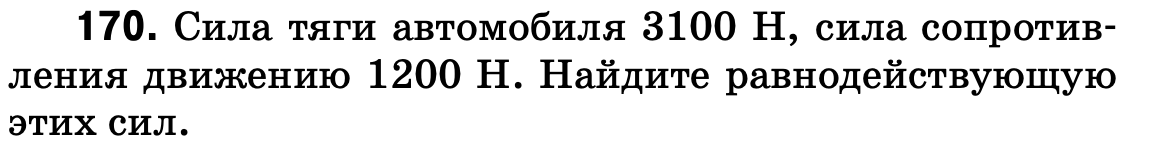 170. Сила тяги автомобиля 3100 Н, сила сопротив-
ления движению 1200 Н. Найдите равнодействующую
этих сил.